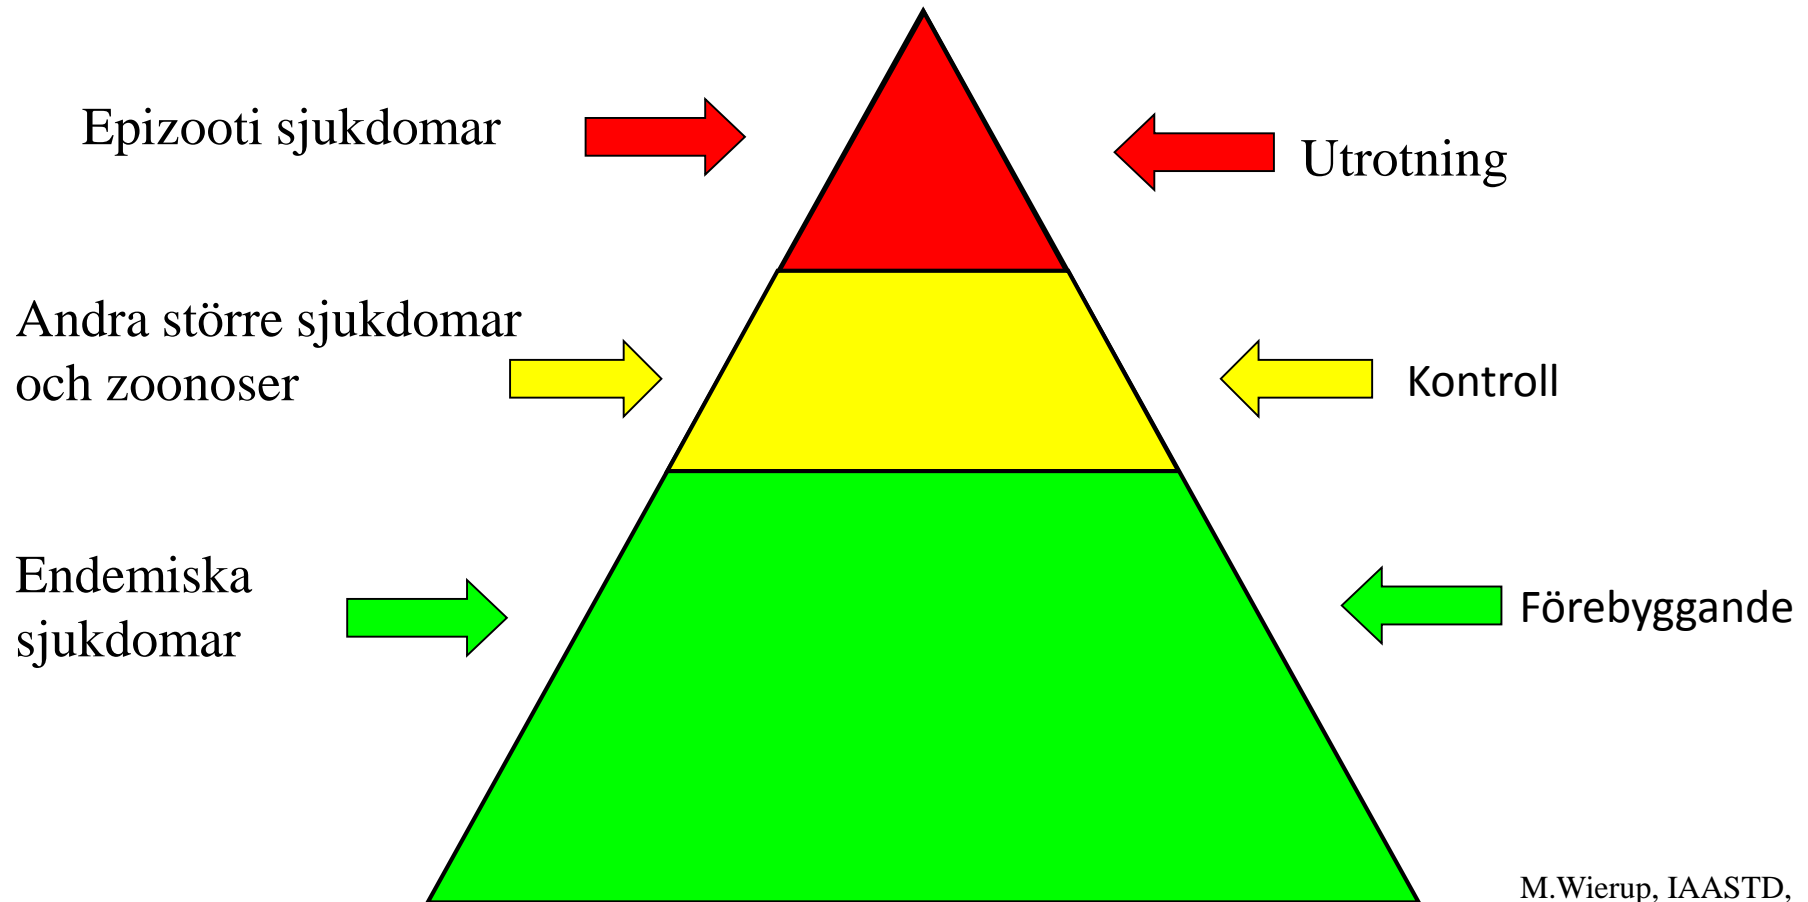 Epizooti sjukdomar
Utrotning
Andra större sjukdomar
och zoonoser
Kontroll
Endemiska
sjukdomar
Förebyggande
M.Wierup, IAASTD,